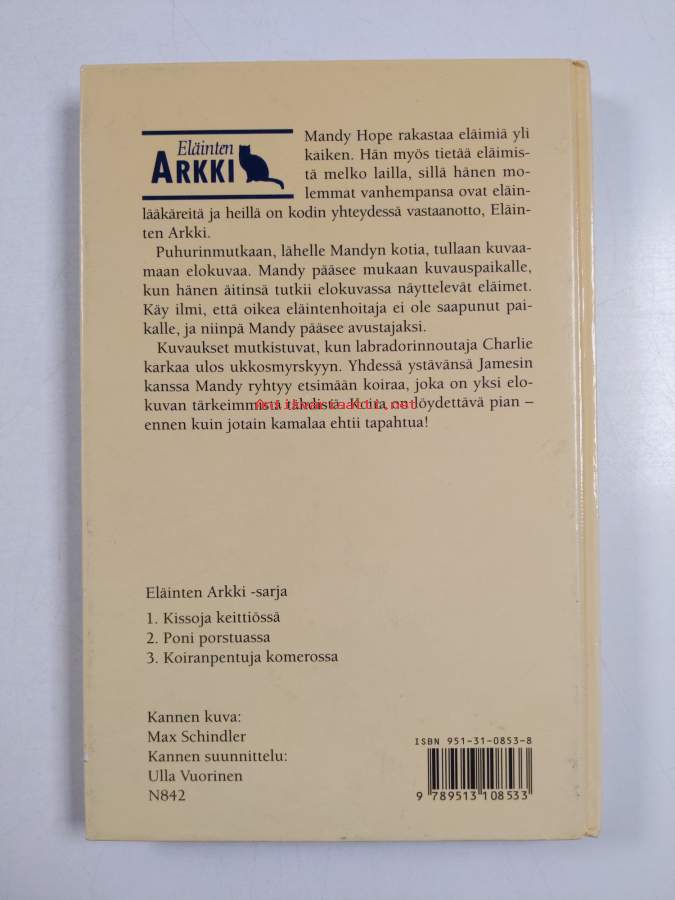 Eläinten
ARKKI
Mandy Hope rakastaa eläimiä yli
kaiken. Hän myös tietää eläimis-
tä melko lailla, sillä hänen mo-
lemmat vanhempansa ovat eläin-
lääkäreitä ja heillä on kodin yhteydessä vastaanotto, Eläin-
ten Arkki.
Puhurinmutkaan, lähelle Mandyn kotia, tullaan kuvaa-
maan elokuvaa. Mandy pääsee mukaan kuvauspaikalle,
kun hänen äitinsä tutkii elokuvassa näyttelevät eläimet.
Käy ilmi, että oikea eläintenhoitaja ei ole saapunut pai-
kalle, ja niinpä Mandy pääsee avustajaksi.
Kuvaukset mutkistuvat, kun labradorinnoutaja Charlie
karkaa ulos ukkosmyrskyyn. Yhdessä ystävänsä Jamesin
kanssa Mandy ryhtyy etsimään koiraa, joka on yksi elo-
kuvan tärkeimmistä tähdistä. Koira on löydettävä pian –
ennen kuin jotain kamalaa ehtii tapahtua!
Eläinten Arkki -sarja
1. Kissoja keittiössä
2. Poni porstuassa
3. Koiranpentuja komerossa
Kannen kuva:
Max Schindler
Kannen suunnittelu:
Ulla Vuorinen
N842
ISBN 951-31-0853-8
9 789513 108533